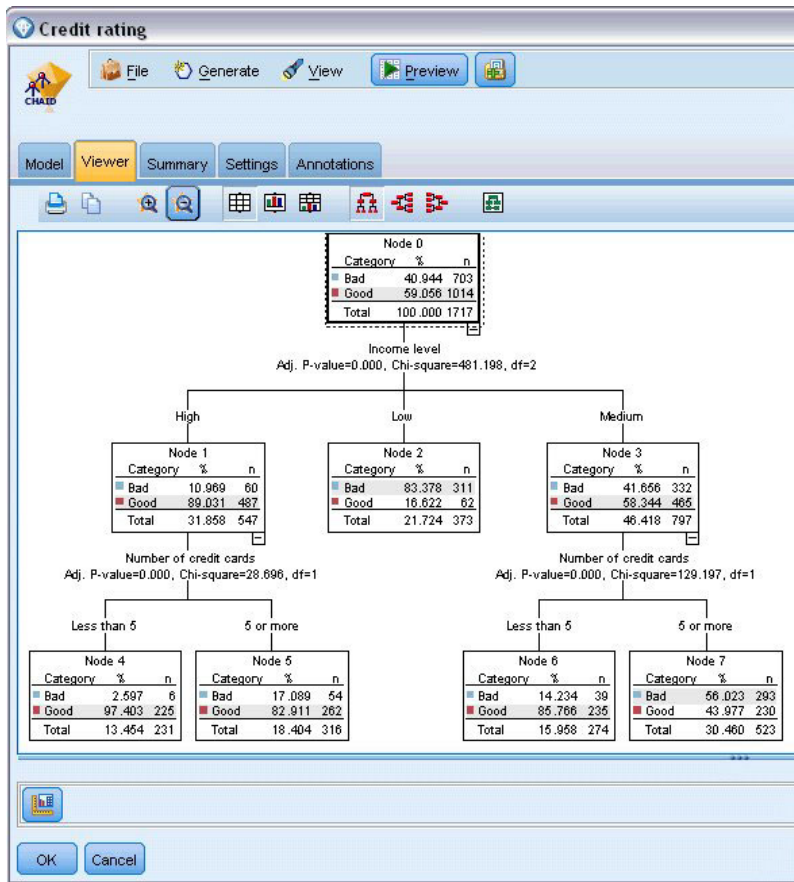 Credit rating
CHAID
File Generate View Preview
Model Viewer Summary Settings Annotations
Node 0
Category % n
Bad 40.944 703
Good 59.056 1014
Total 100.000 1717
Income level
Adj. P-value=0.000, Chi-square=481.198, df=2
High Low Medium
Node 1
Category % n
Bad 10.969 60
Good 89.031 487
Total 31.858 547
Node 2
Category % n
Bad 83.378 311
Good 16.622 62
Total 21.724 373
Node 3
Category % n
Bad 41.656 332
Good 58.344 465
Total 46.418 797
Number of credit cards
Adj. P-value=0.000, Chi-square=28.696, df=1
Number of credit cards
Adj. P-value=0.000, Chi-square=129.197, df=1
Less than 5 5 or more
Less than 5 5 or more
Node 4
Category % n
Bad 2.597 6
Good 97.403 225
Total 13.454 231
Node 5
Category % n
Bad 17.089 54
Good 82.911 262
Total 18.404 316
Node 6
Category % n
Bad 14.234 39
Good 85.766 235
Total 15.958 274
Node 7
Category % n
Bad 56.023 293
Good 43.977 230
Total 30.460 523
OK Cancel